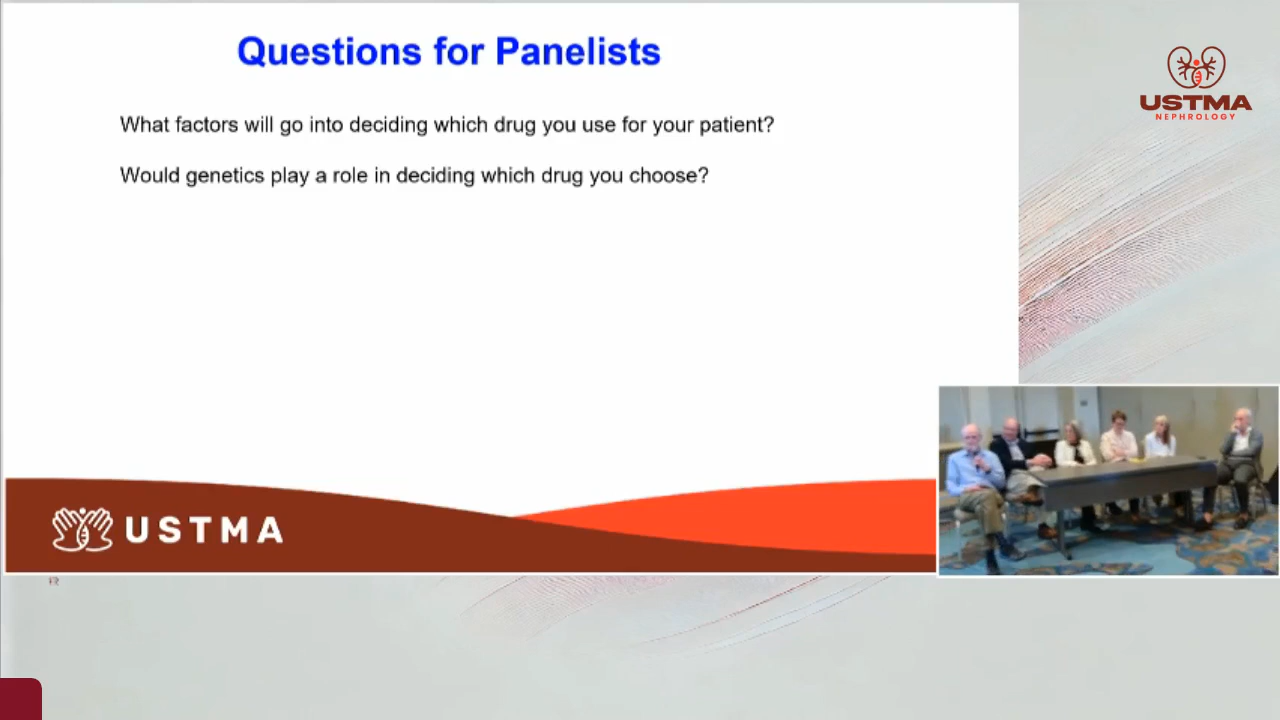 Questions for Panelists
What factors will go into deciding which drug you use for your patient?
Would genetics play a role in deciding which drug you choose?
USTMA
NEPHROLOGY
USTMA